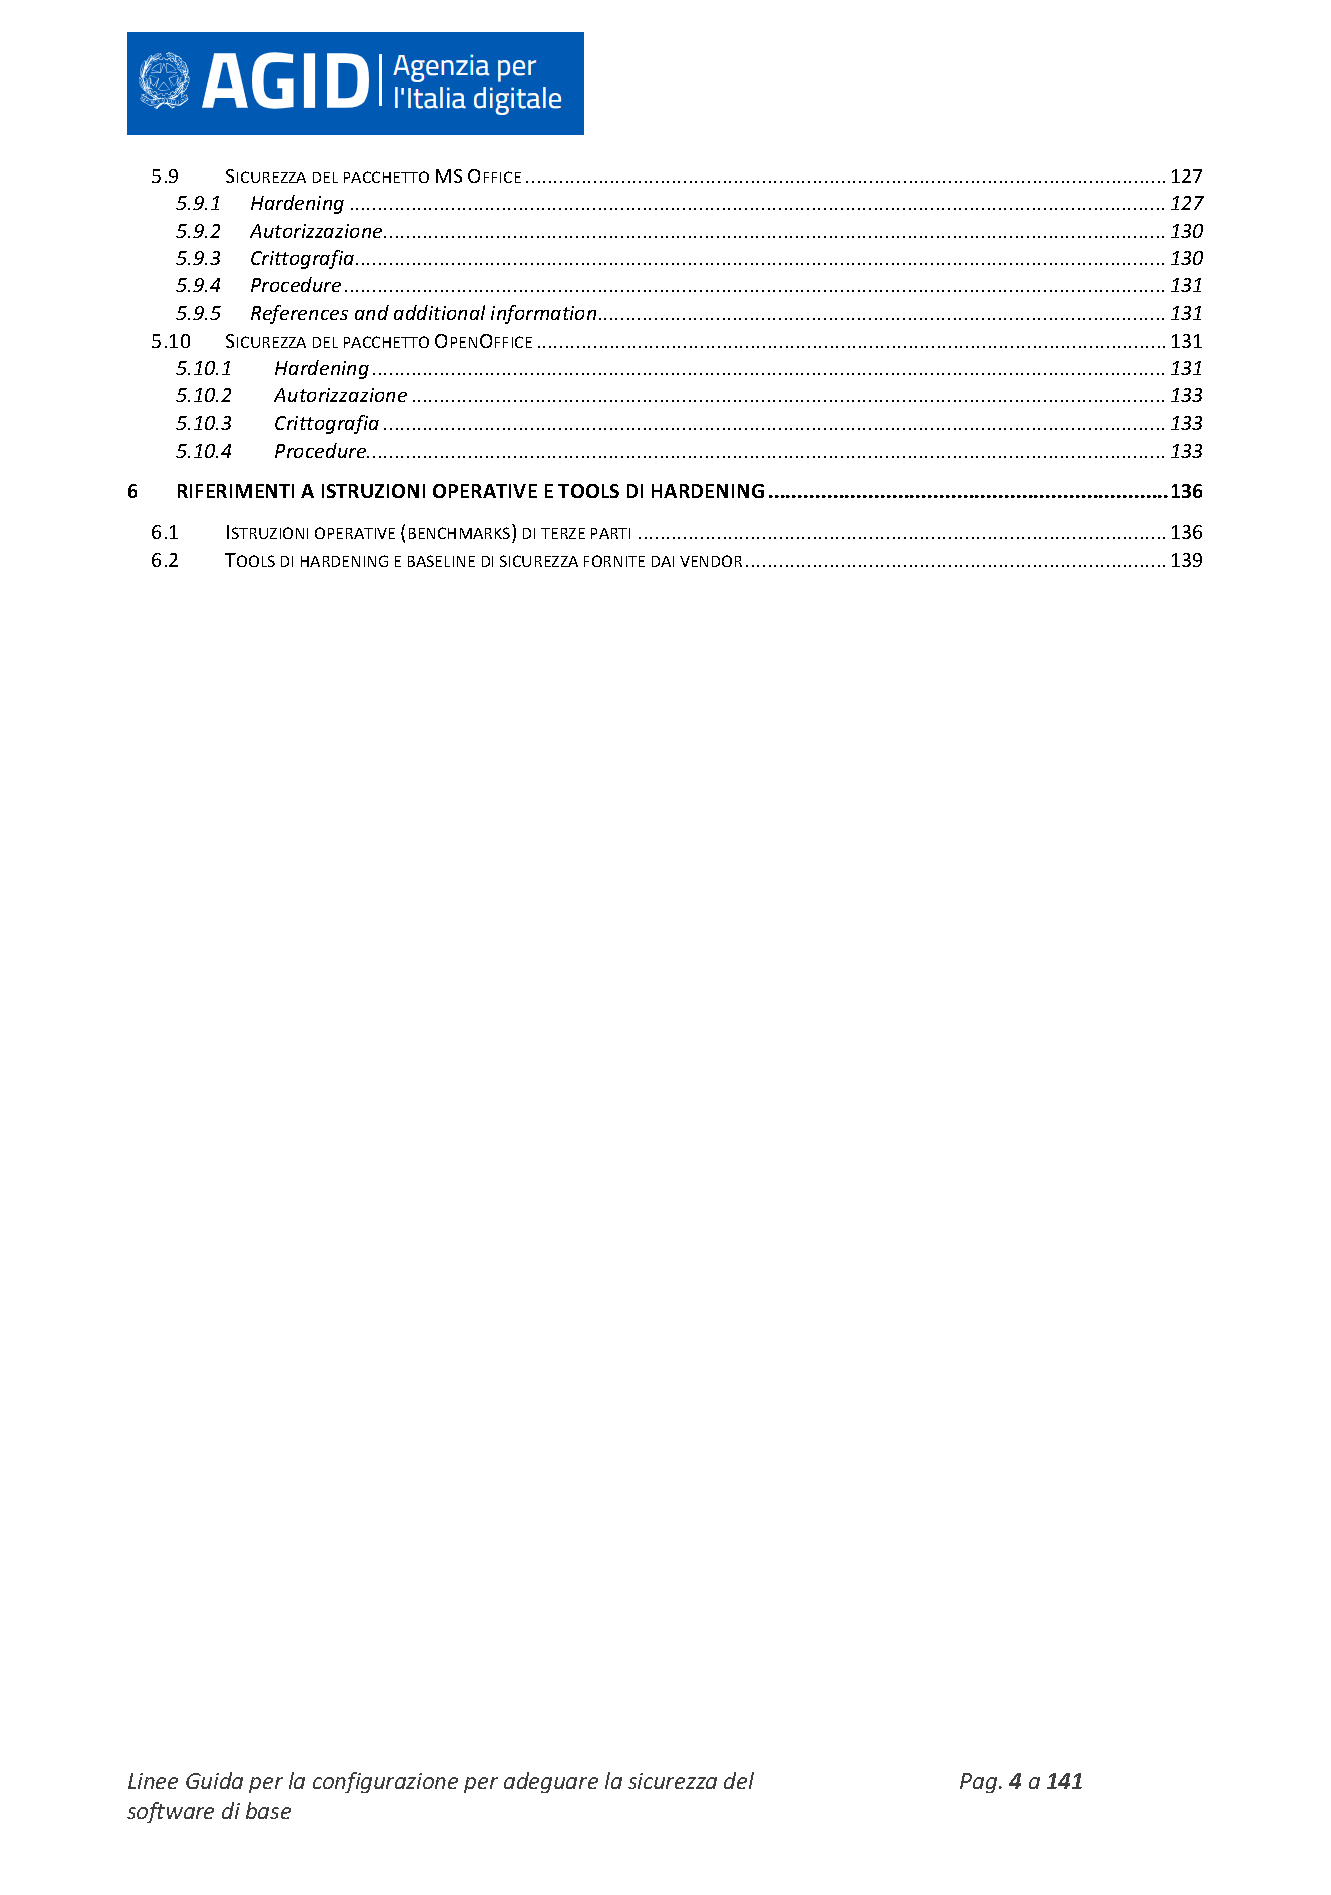 AGID Agenzia per
l'Italia digitale
5.9 Sicurezza del pacchetto MS Office 127
5.9.1 Hardening 127
5.9.2 Autorizzazione 130
5.9.3 Crittografia 130
5.9.4 Procedure 131
5.9.5 References and additional information 131
5.10 Sicurezza del pacchetto OpenOffice 131
5.10.1 Hardening 131
5.10.2 Autorizzazione 133
5.10.3 Crittografia 133
5.10.4 Procedure 133
6 RIFERIMENTI A ISTRUZIONI OPERATIVE E TOOLS DI HARDENING 136
6.1 Istruzioni operative (benchmarks) di terze parti 136
6.2 Tools di hardening e baseline di sicurezza fornite dai vendor 139
Linee Guida per la configurazione per adeguare la sicurezza del
software di base
Pag. 4 a 141